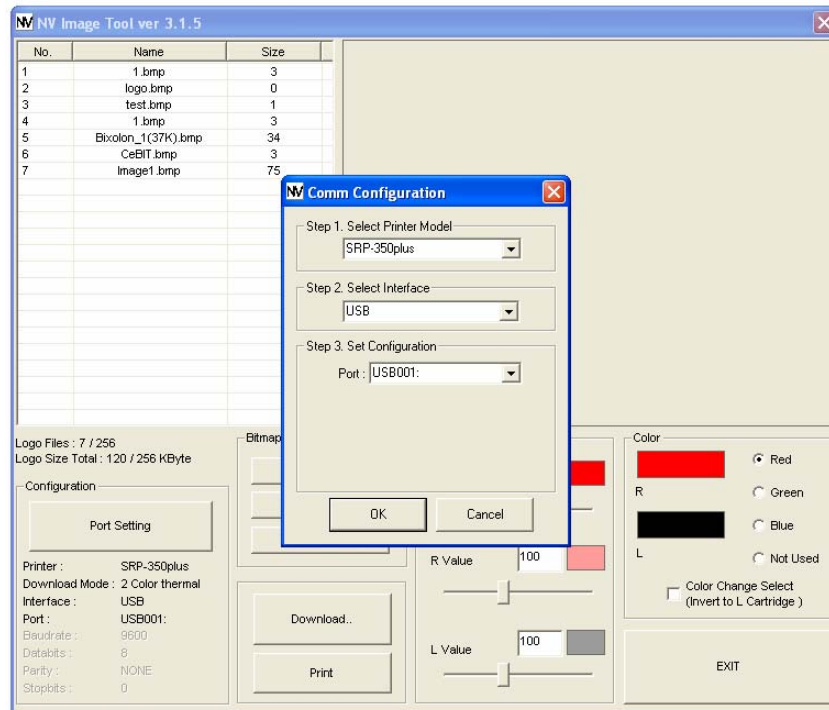 NV Image Tool ver 3.1.5
No. Name Size
1 1.bmp 3
2 logo.bmp 0
3 test.bmp 1
4 1.bmp 3
5 Bixolon_1(37K).bmp 34
6 CeBIT.bmp 3
7 Image1.bmp 75
NV Comm Configuration
Step 1. Select Printer Model
SRP-350plus
Step 2. Select Interface
USB
Step 3. Set Configuration
Port : USB001:
OK Cancel
Logo Files : 7 / 256
Logo Size Total : 120 / 256 KByte
Configuration
Port Setting
Printer : SRP-350plus
Download Mode : 2 Color thermal
Interface : USB
Port : USB001:
Baudrate : 9600
Databits : 8
Parity : NONE
Stopbits : 0
Bitmap
Download..
Print
R Value 100
L Value 100
Color
R
L
Red
Green
Blue
Not Used
Color Change Select
(Invert to L Cartridge )
EXIT